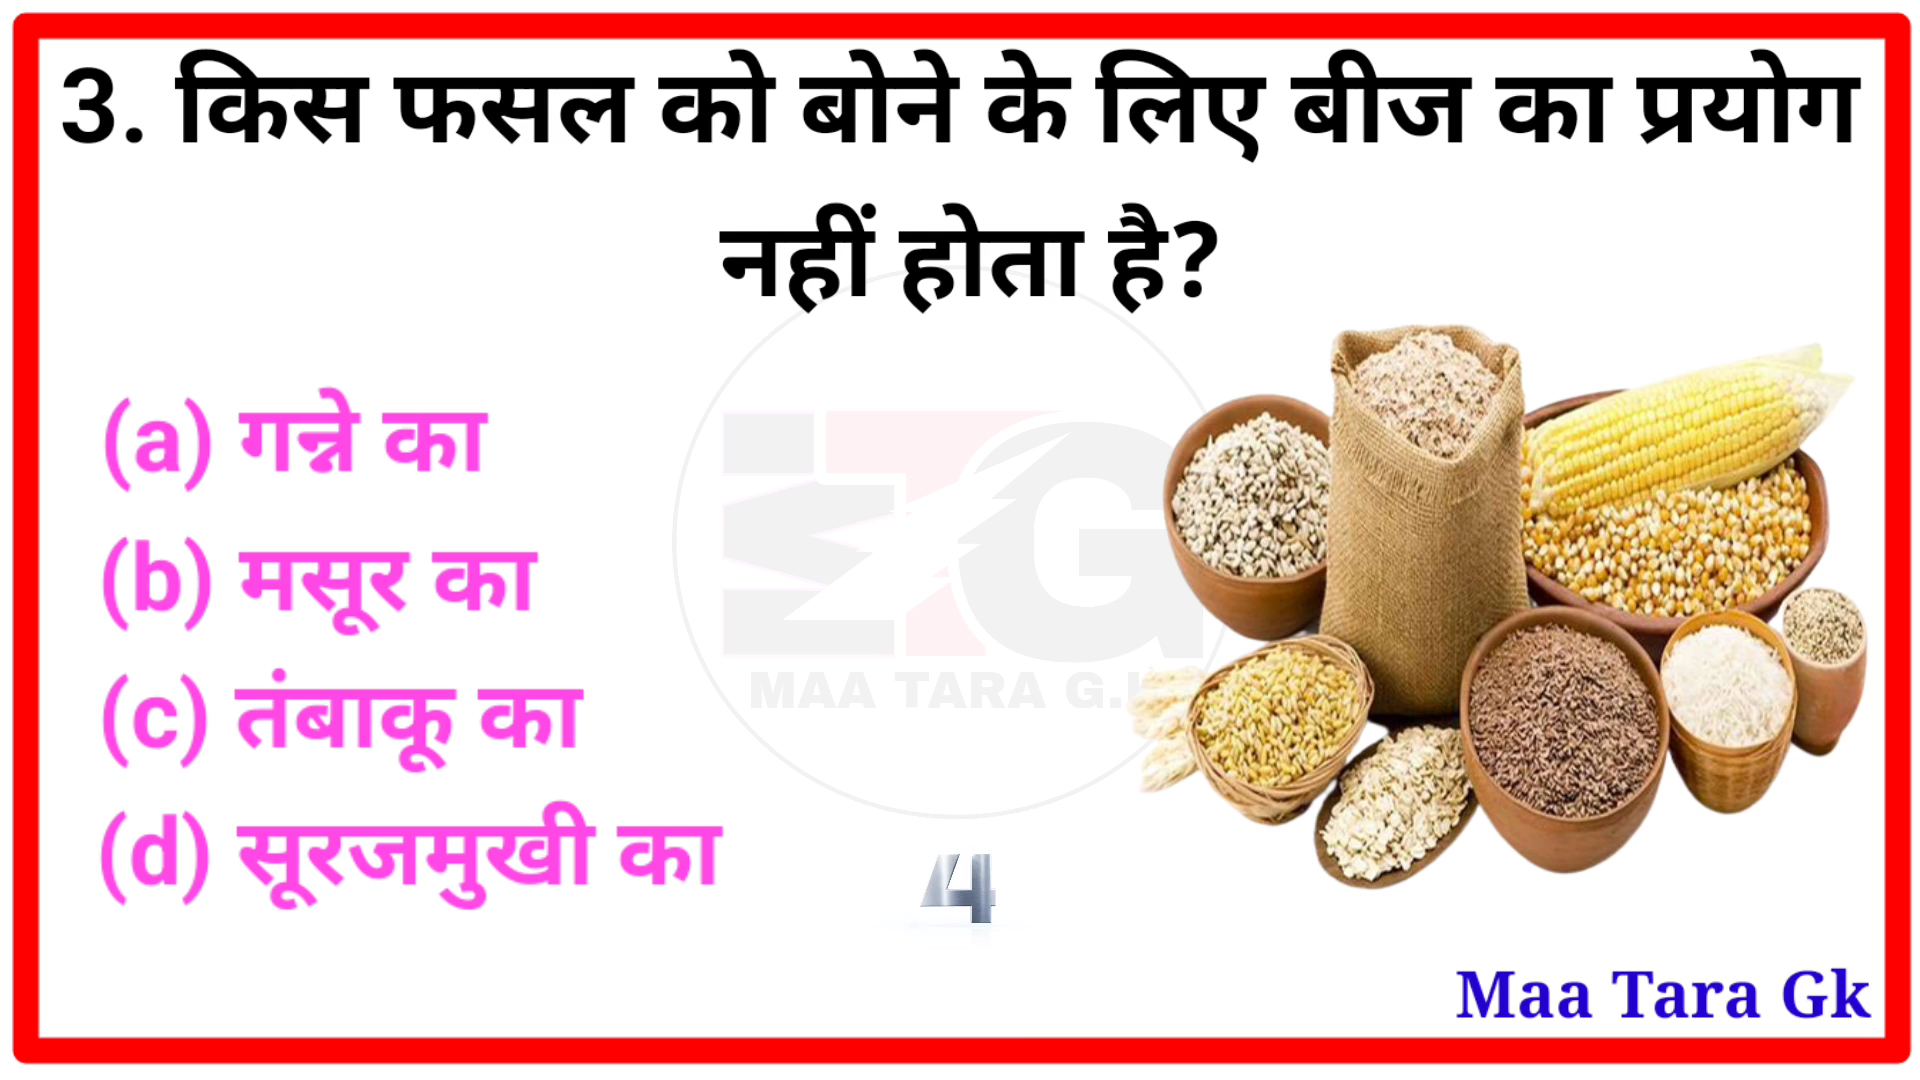 3. किस फसल को बोने के लिए बीज का प्रयोग
नहीं होता है?
(a) गन्ने का
(b) मसूर का
(c) तंबाकू का
(d) सूरजमुखी का
MAA TARA G.
4
Maa Tara Gk